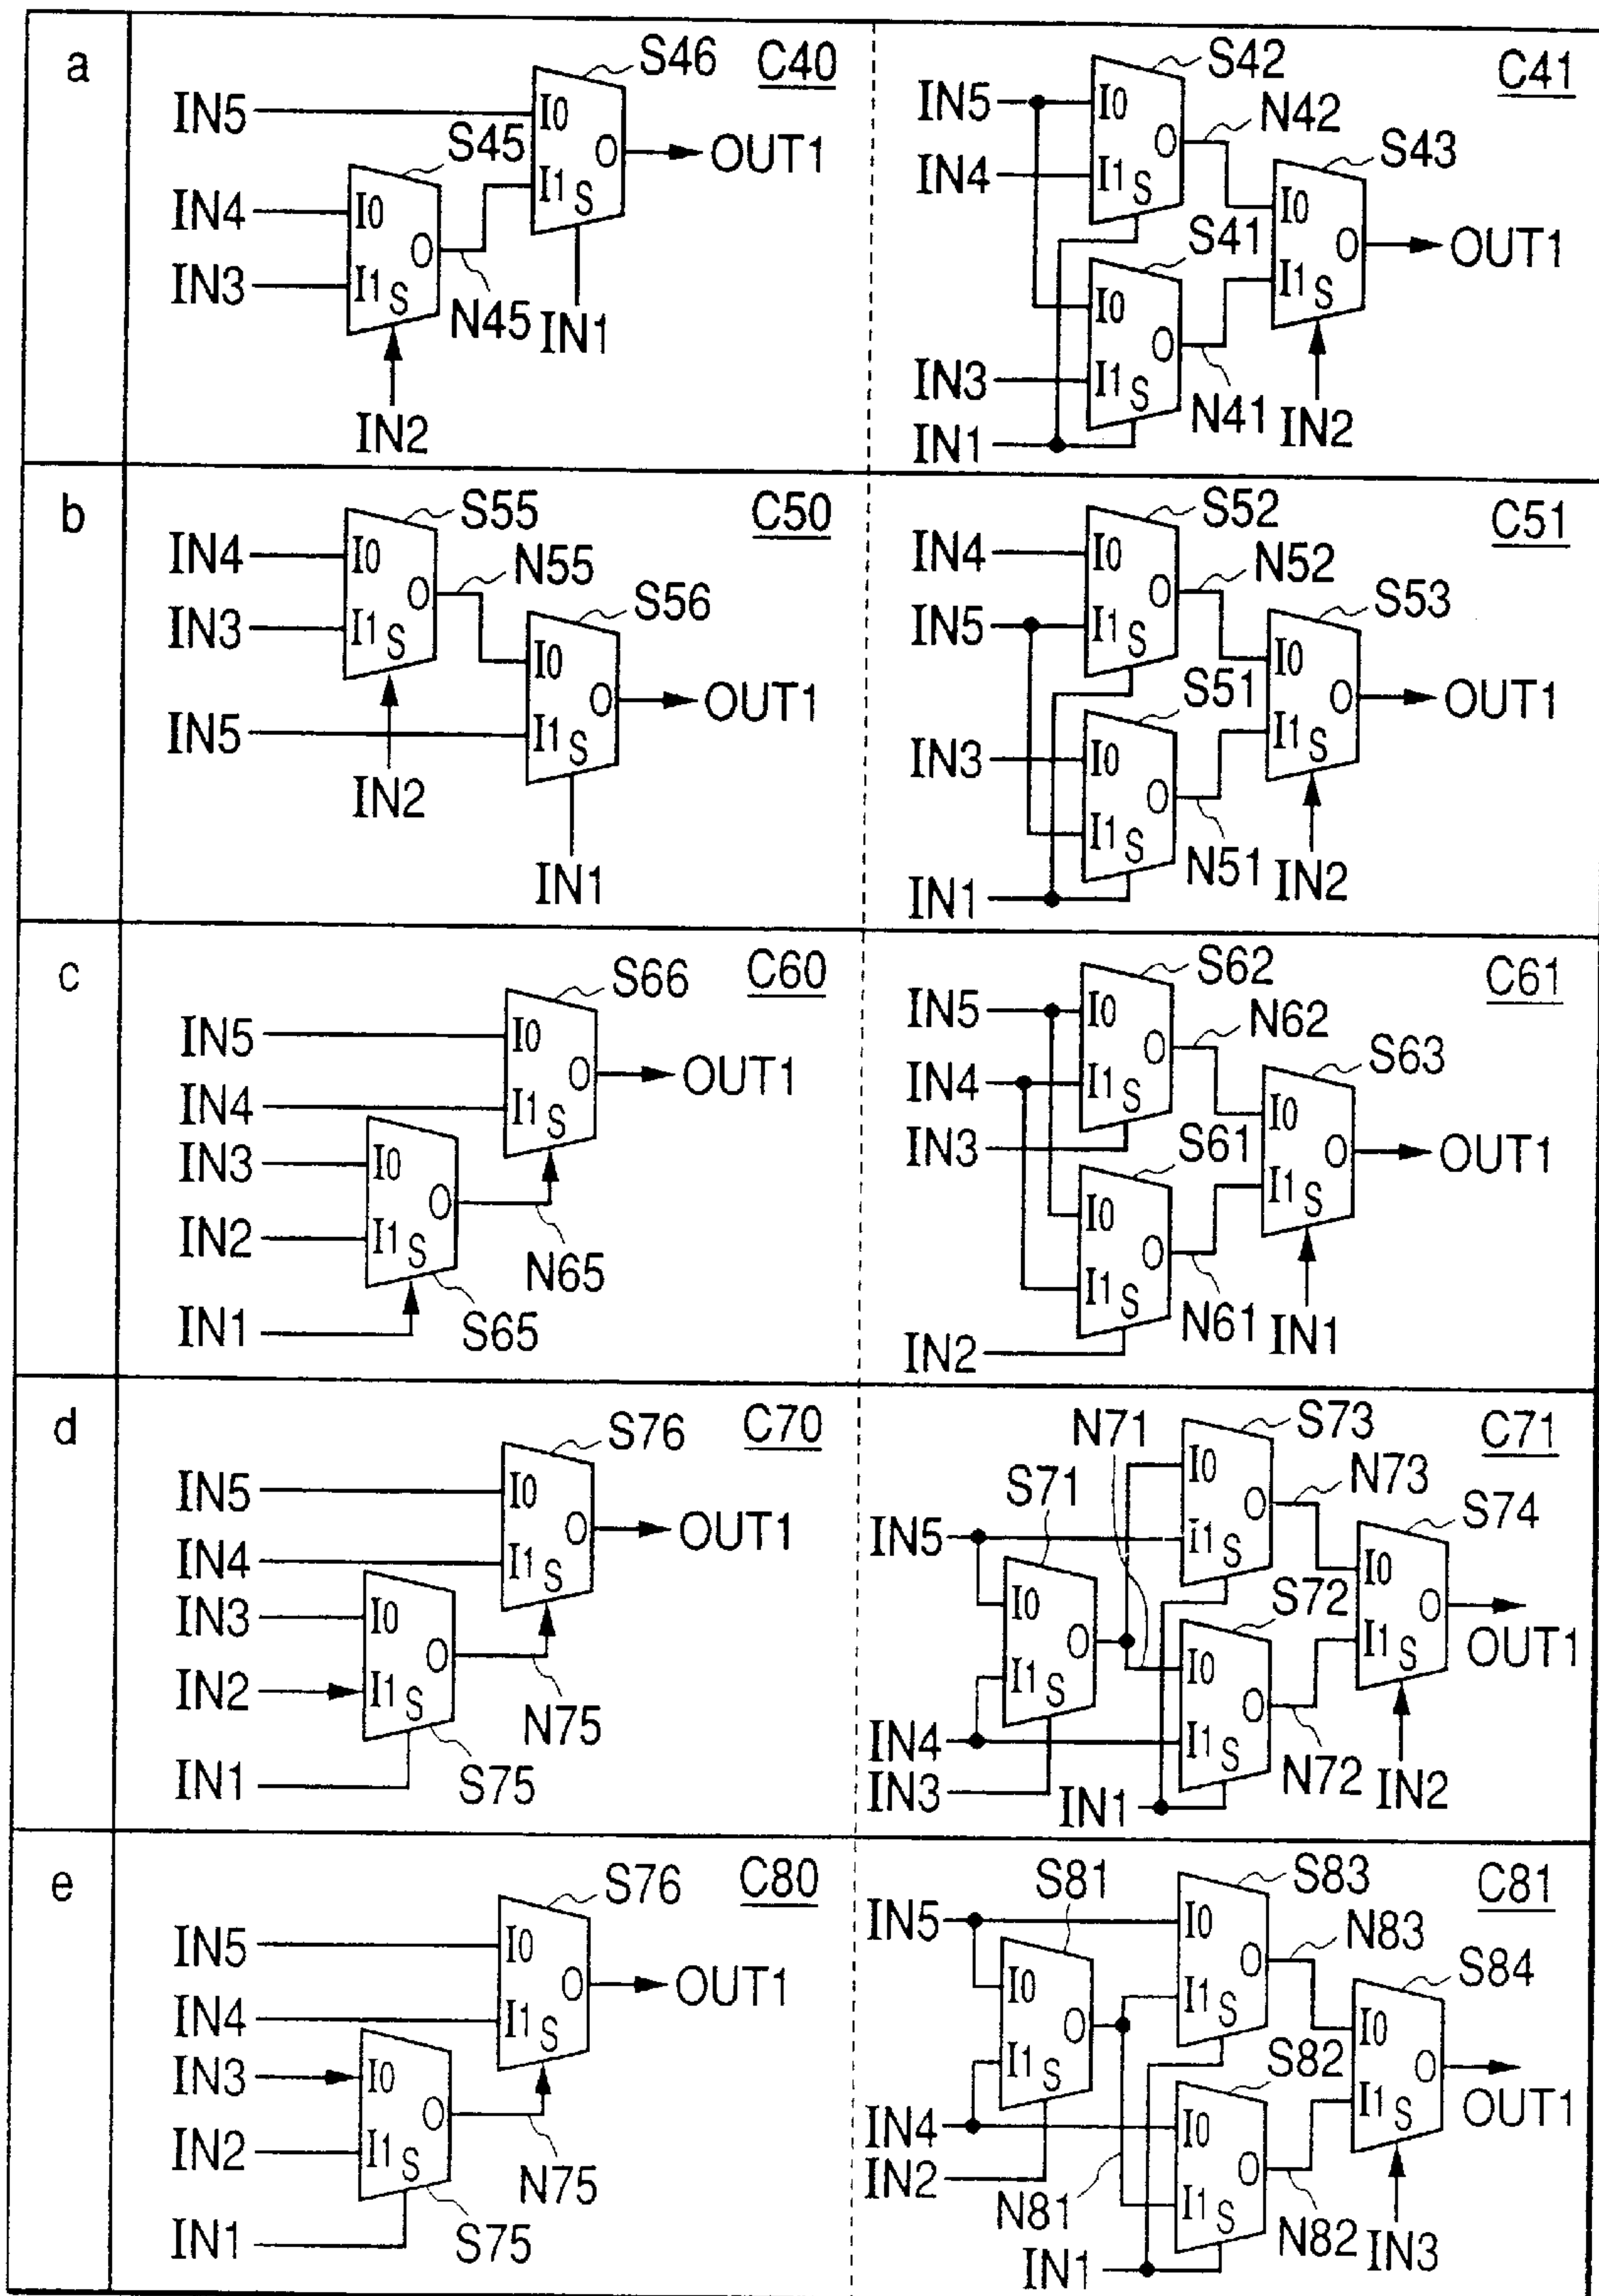 a
S46
C40
IN5
I0
S45
O
OUT1
IN4
I0
I1 S
IN3
I1 S
O
N45
IN1
IN2
S42
C41
IN5
I0
N42
O
S43
IN4
I1 S
I0
S41
O
OUT1
I0
I1 S
O
IN3
I1 S
N41
IN2
IN1
b
S55
C50
IN4
I0
N55
O
S56
IN3
I1 S
I0
O
OUT1
IN5
I1 S
IN2
IN1
S52
C51
IN4
I0
N52
O
S53
IN5
I1 S
I0
S51
O
OUT1
IN3
I0
I1 S
O
I1 S
N51
IN2
IN1
c
S66
C60
IN5
I0
O
OUT1
IN4
I1 S
IN3
I0
O
IN2
I1 S
N65
IN1
S65
S62
C61
IN5
I0
N62
O
S63
IN4
I1 S
I0
IN3
S61
O
OUT1
I0
I1 S
O
I1 S
N61
IN1
IN2
d
S76
C70
IN5
I0
O
OUT1
IN4
I1 S
IN3
I0
O
IN2
I1 S
N75
IN1
S75
N71
S73
C71
S71
I0
N73
O
S74
IN5
I1 S
I0
I0
S72
O
O
I1 S
OUT1
I0
I1 S
O
IN4
I1 S
N72
IN2
IN3
IN1
e
S76
C80
IN5
I0
O
OUT1
IN4
I1 S
IN3
I0
O
IN2
I1 S
N75
IN1
S75
S81
S83
C81
IN5
I0
N83
O
S84
I0
I1 S
I0
O
S82
O
I1 S
I1 S
OUT1
IN4
I0
IN2
O
N81
I1 S
N82
IN3
IN1